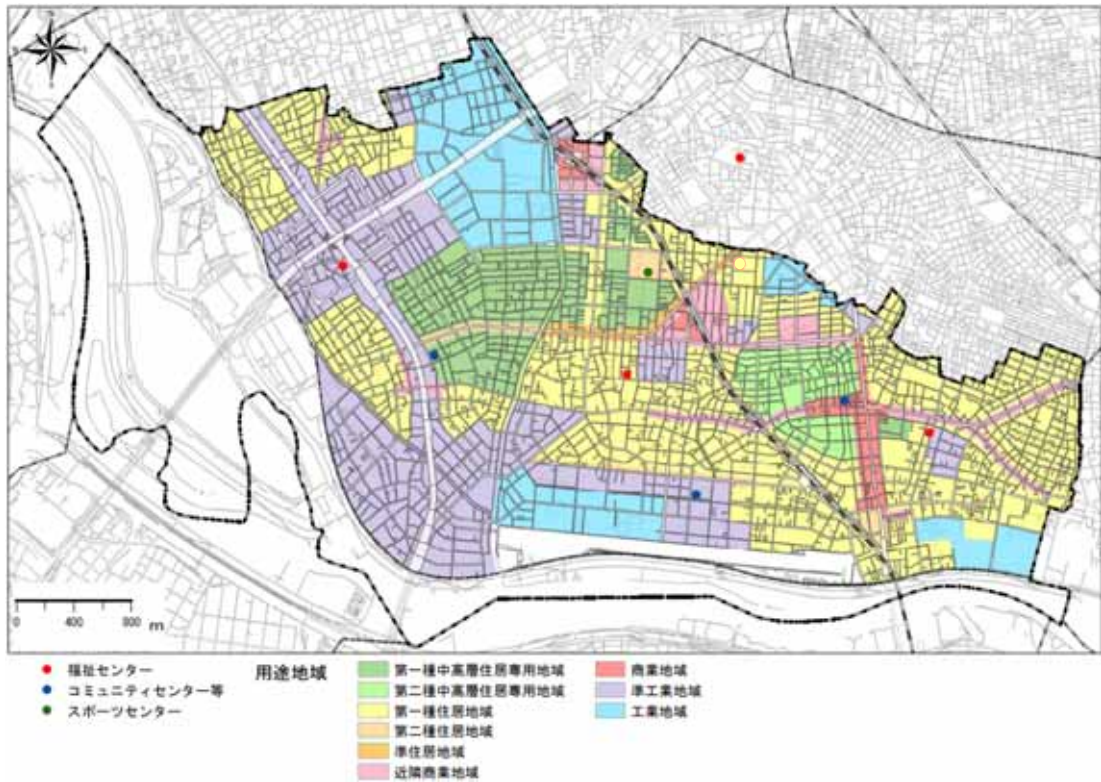 0 400 800 m
福祉センター
コミュニティセンター等
スポーツセンター
用途地域
第一種中高層住居専用地域
第二種中高層住居専用地域
第一種住居地域
第二種住居地域
準住居地域
近隣商業地域
商業地域
準工業地域
工業地域